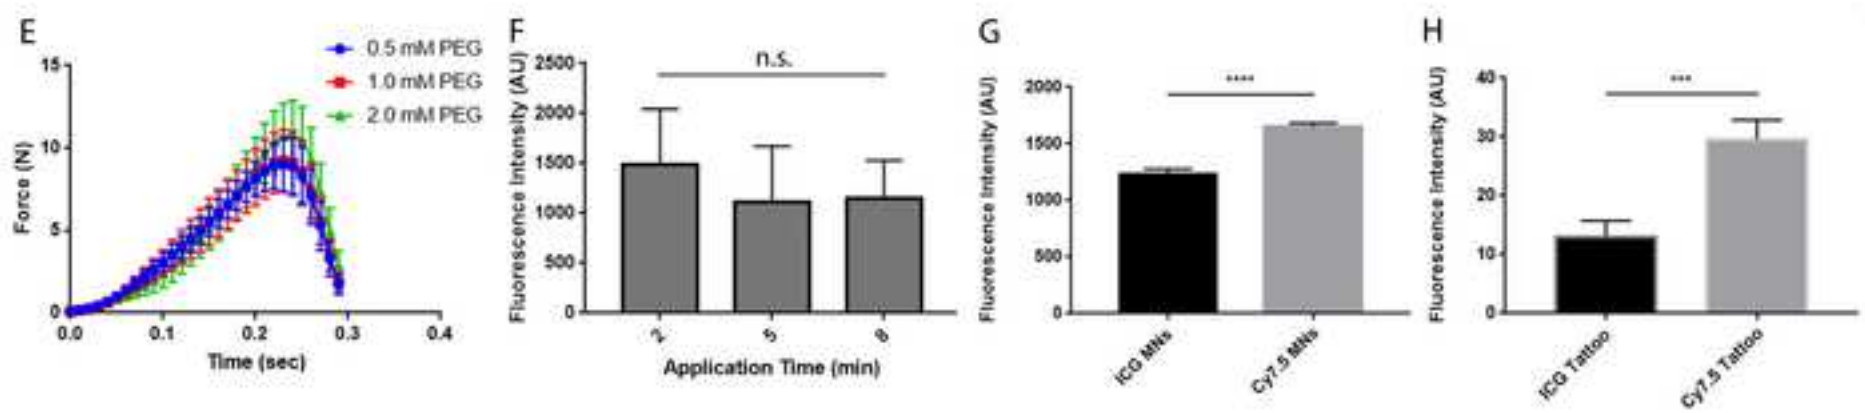 E
0.5 mM PEG
1.0 mM PEG
2.0 mM PEG
Force (N)
15
10
5
0
0.0 0.1 0.2 0.3 0.4
Time (sec)
F
n.s.
Fluorescence Intensity (AU)
2500
2000
1500
1000
500
0
2 5 8
Application Time (min)
G
****
Fluorescence Intensity (AU)
2000
1500
1000
500
0
ICG MNs
Cy7.5 MNs
H
***
Fluorescence Intensity (AU)
40
30
20
10
0
ICG Tattoo
Cy7.5 Tattoo